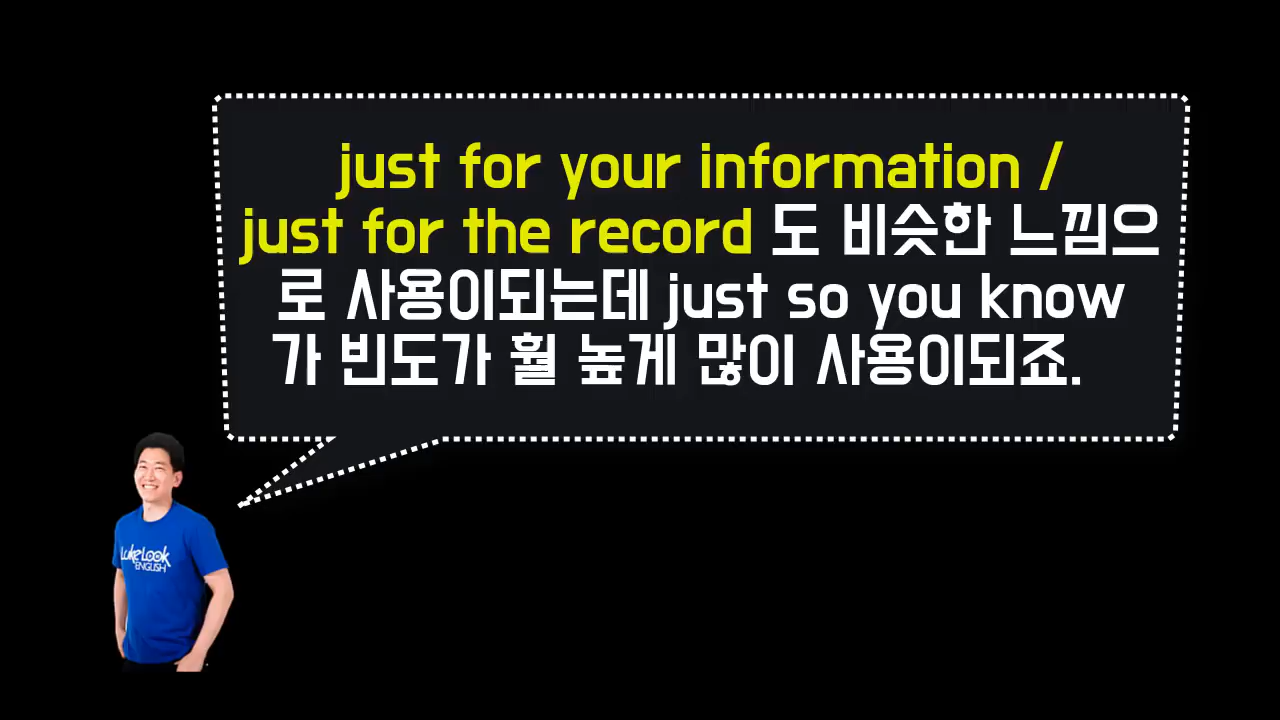 just for your information /
just for the record 도 비슷한 느낌으
로 사용이되는데 just so you know
가 빈도가 훨 높게 많이 사용이되죠.
Luke Look
ENGLISH